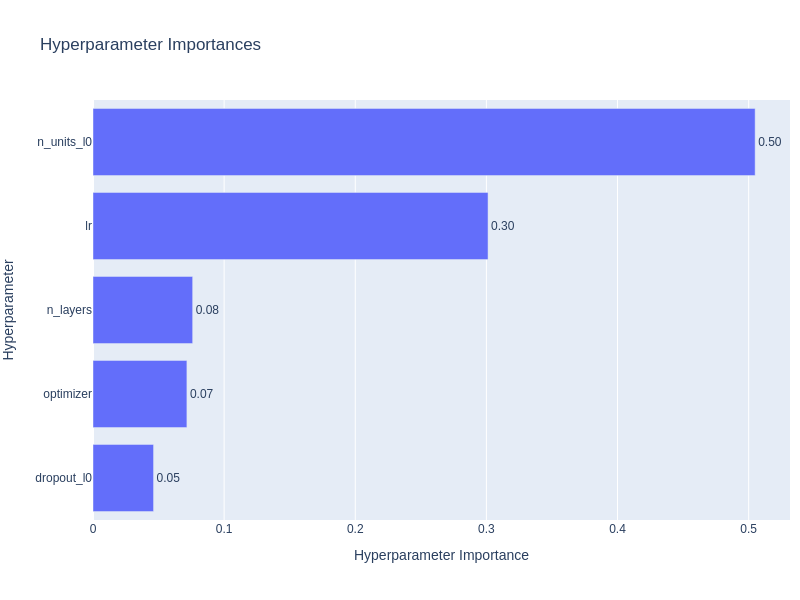 Hyperparameter Importances
n_units_l0
0.50
lr
0.30
n_layers
0.08
optimizer
0.07
dropout_l0
0.05
0 0.1 0.2 0.3 0.4 0.5
Hyperparameter Importance
Hyperparameter